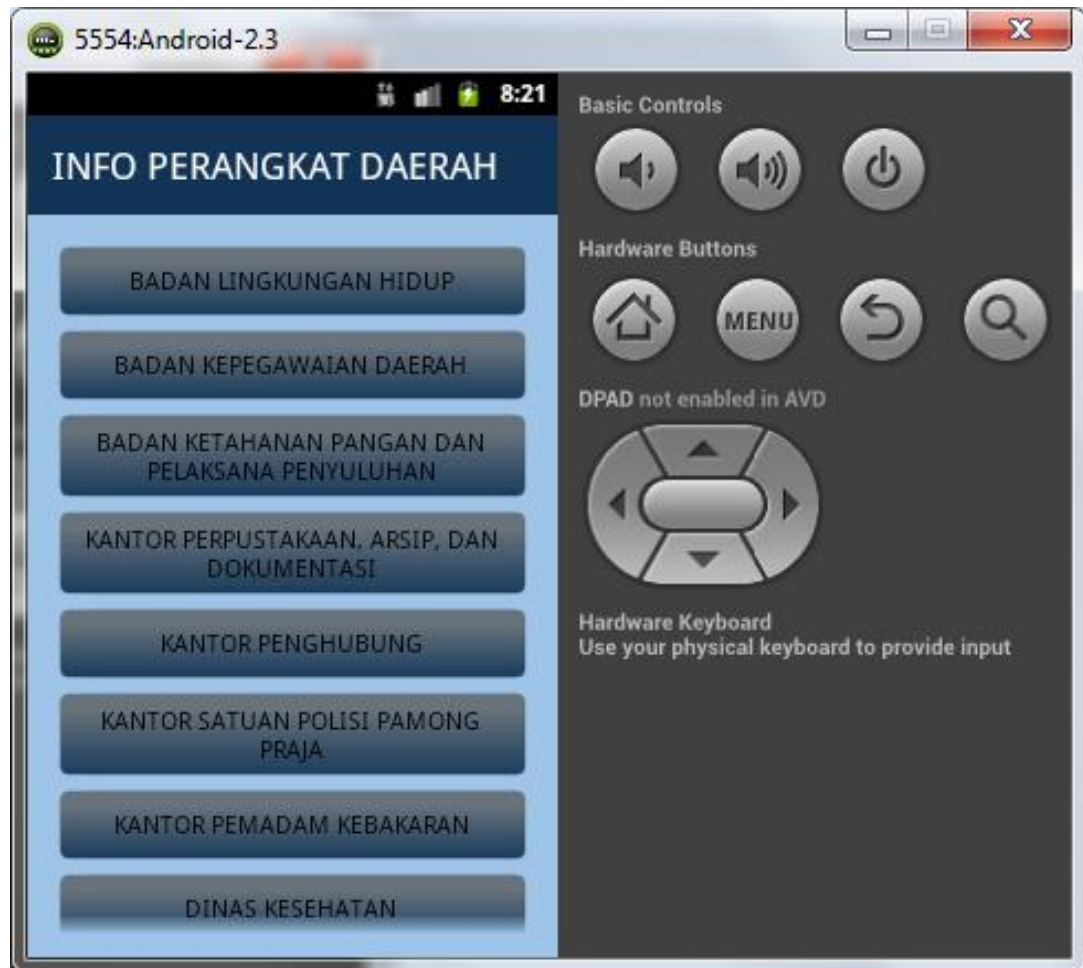 5554:Android-2.3
8:21
INFO PERANGKAT DAERAH
BADAN LINGKUNGAN HIDUP
BADAN KEPEGAWAIAN DAERAH
BADAN KETAHANAN PANGAN DAN
PELAKSANA PENYULUHAN
KANTOR PERPUSTAKAAN, ARSIP, DAN
DOKUMENTASI
KANTOR PENGHUBUNG
KANTOR SATUAN POLISI PAMONG
PRAJA
KANTOR PEMADAM KEBAKARAN
DINAS KESEHATAN
Basic Controls
Hardware Buttons
MENU
DPAD not enabled in AVD
Hardware Keyboard
Use your physical keyboard to provide input